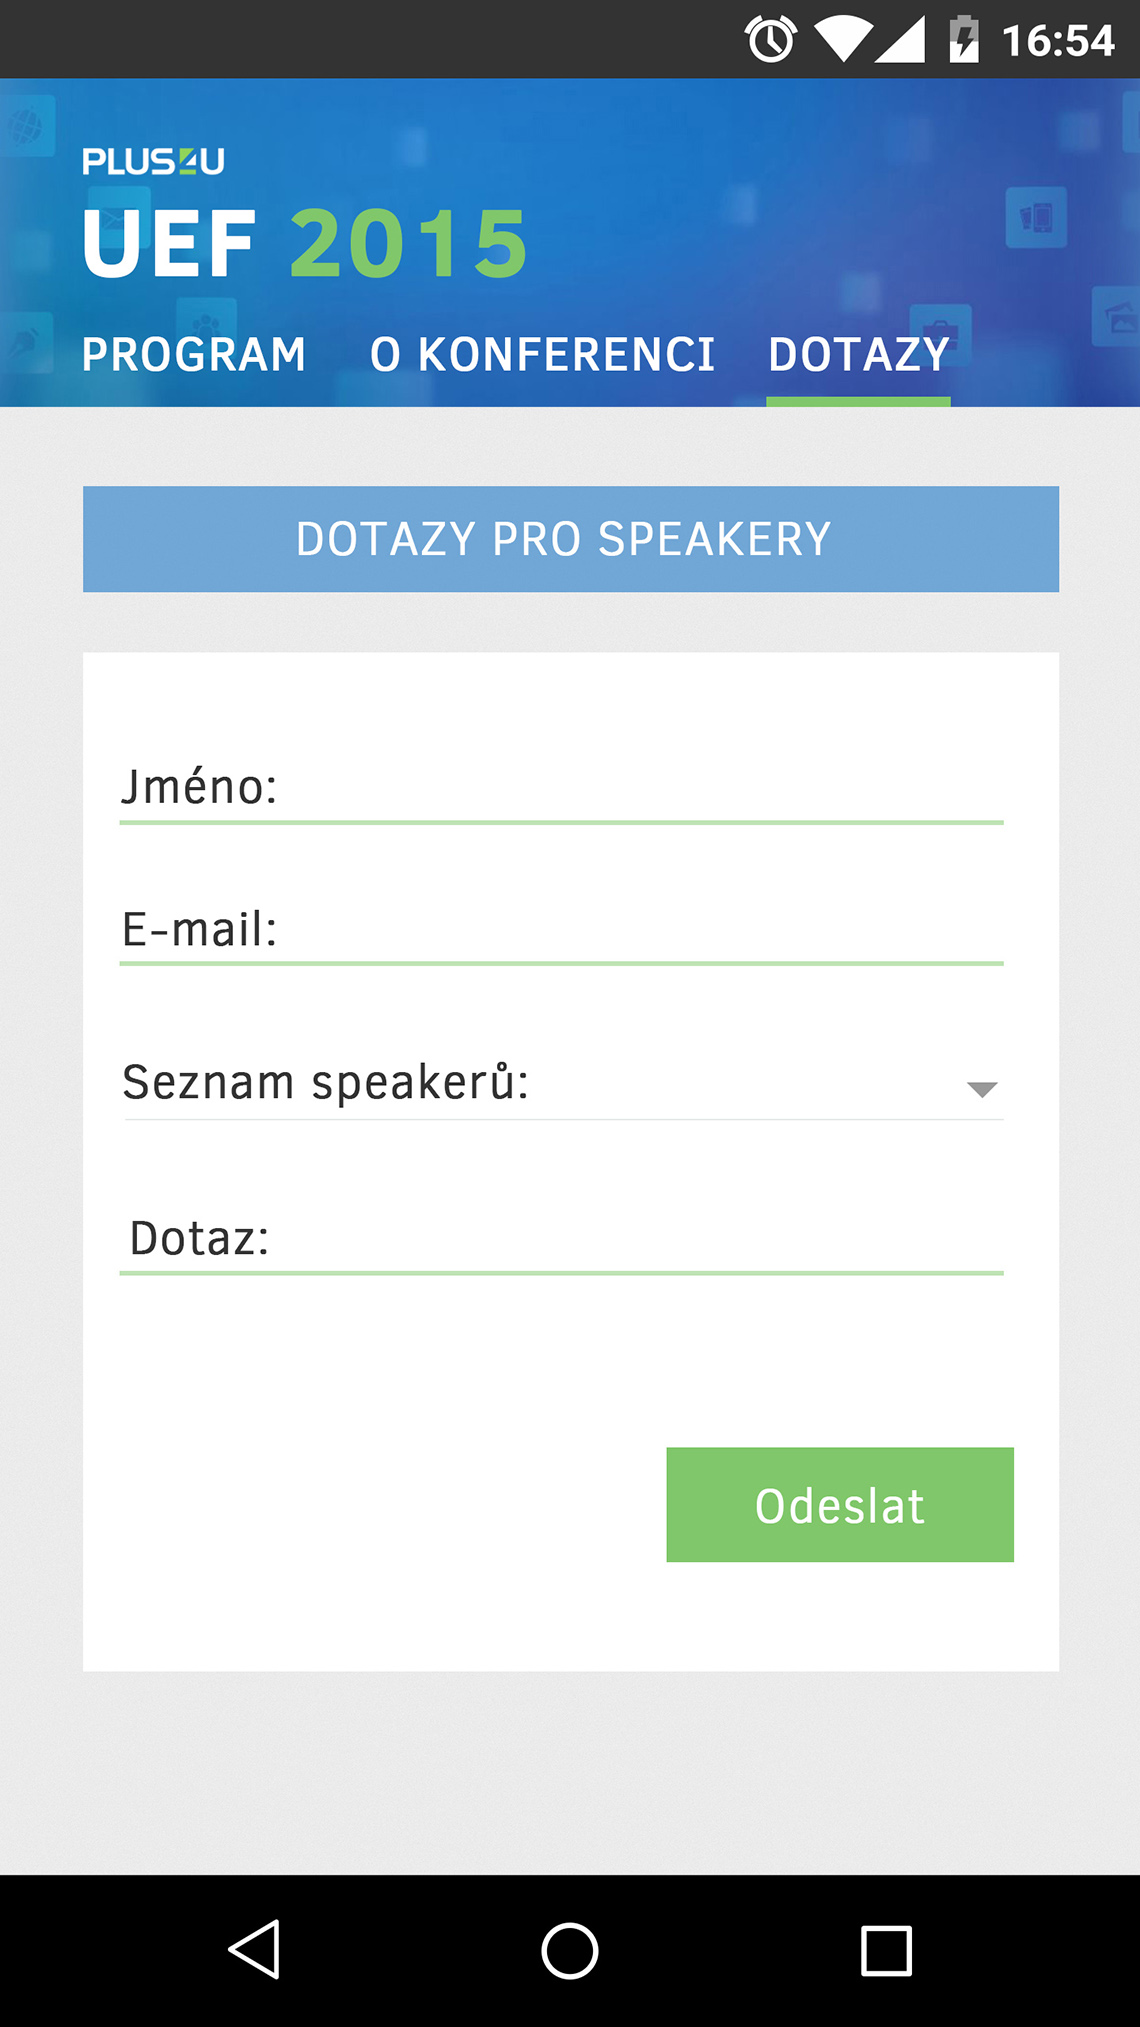 16:54
PLUS4U
UEF 2015
PROGRAM O KONFERENCI DOTAZY
DOTAZY PRO SPEAKERY
Jméno:
E-mail:
Seznam speakerů:
Dotaz:
Odeslat